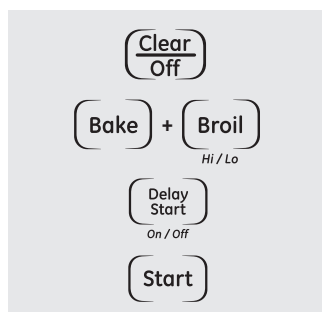 Clear
Off
Bake + Broil
Hi / Lo
Delay
Start
On / Off
Start